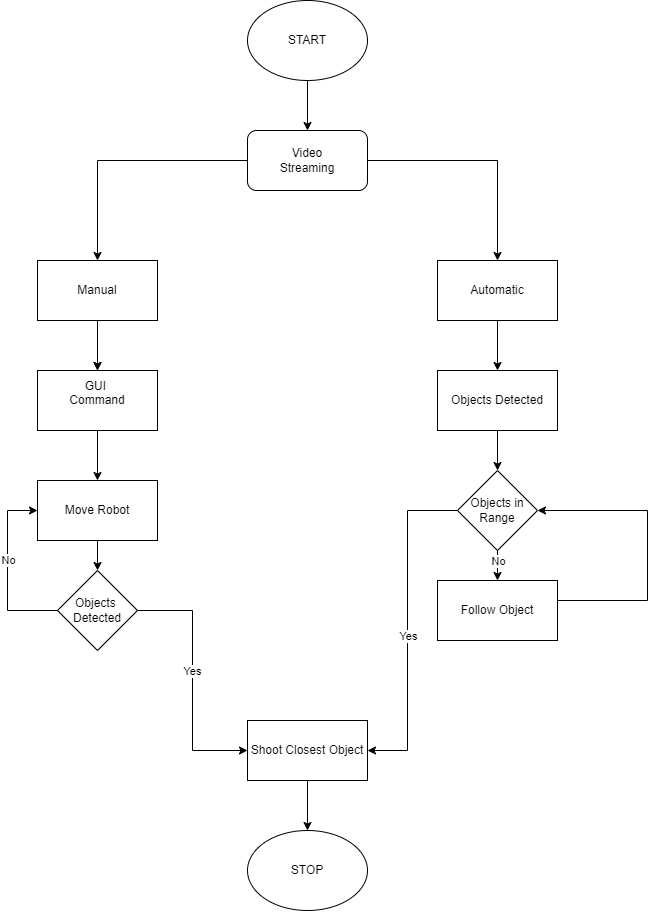 START
Video
Streaming
Manual
Automatic
GUI
Command
Objects Detected
Move Robot
Objects in
Range
No
No
Objects
Detected
Follow Object
Yes
Yes
Shoot Closest Object
STOP